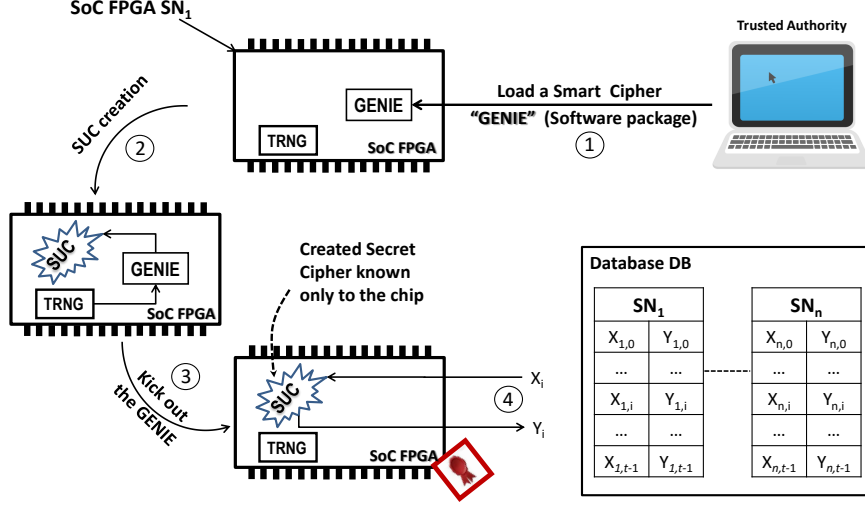 SoC FPGA SN1
Trusted Authority
GENIE
Load a Smart Cipher
"GENIE" (Software package)
1
TRNG
SoC FPGA
SUC creation
2
SUC
GENIE
TRNG
SoC FPGA
Created Secret
Cipher known
only to the chip
Kick out
the GENIE
3
SUC
4
Xi
Yi
TRNG
SoC FPGA
Database DB
SN1
SNn
X1,0 Y1,0
Xn,0 Yn,0
... ...
... ...
X1,i Y1,i
Xn,i Yn,i
... ...
... ...
X1,t-1 Y1,t-1
Xn,t-1 Yn,t-1